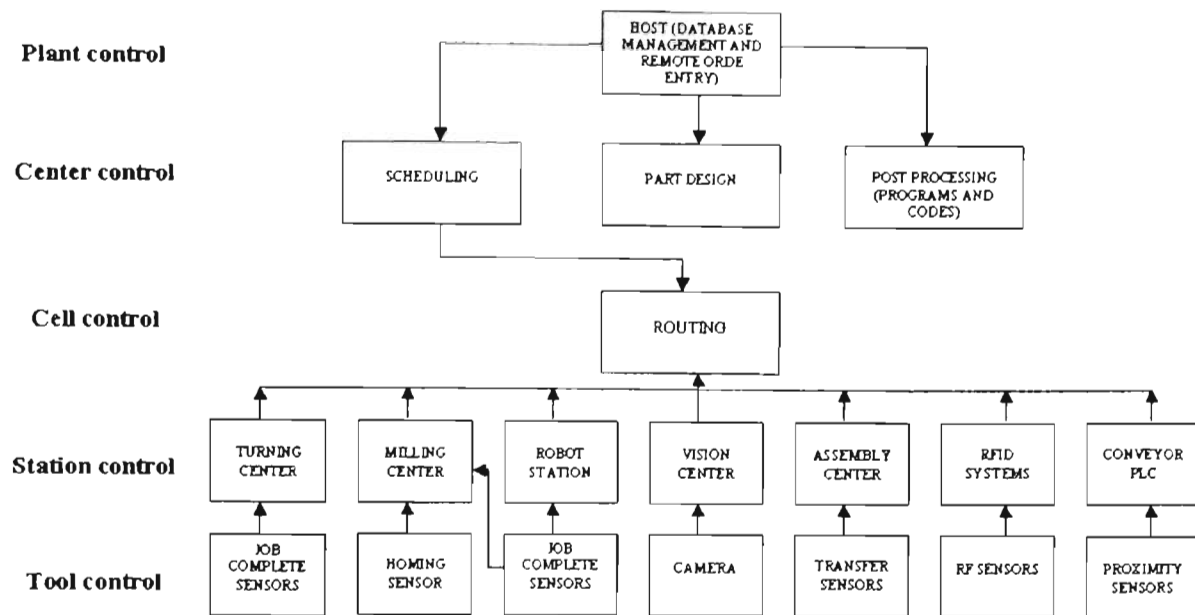 Plant control
HOST (DATABASE
MANAGEMENT AND
REMOTE ORDE
ENTRY)
Center control
SCHEDULING
PART DESIGN
POST PROCESSING
(PROGRAMS AND
CODES)
Cell control
ROUTING
Station control
TURNING
CENTER
MILLING
CENTER
ROBOT
STATION
VISION
CENTER
ASSEMBLY
CENTER
RFID
SYSTEMS
CONVEYOR
PLC
Tool control
JOB
COMPLETE
SENSORS
HOMING
SENSOR
JOB
COMPLETE
SENSORS
CAMERA
TRANSFER
SENSORS
RF SENSORS
PROXIMITY
SENSORS